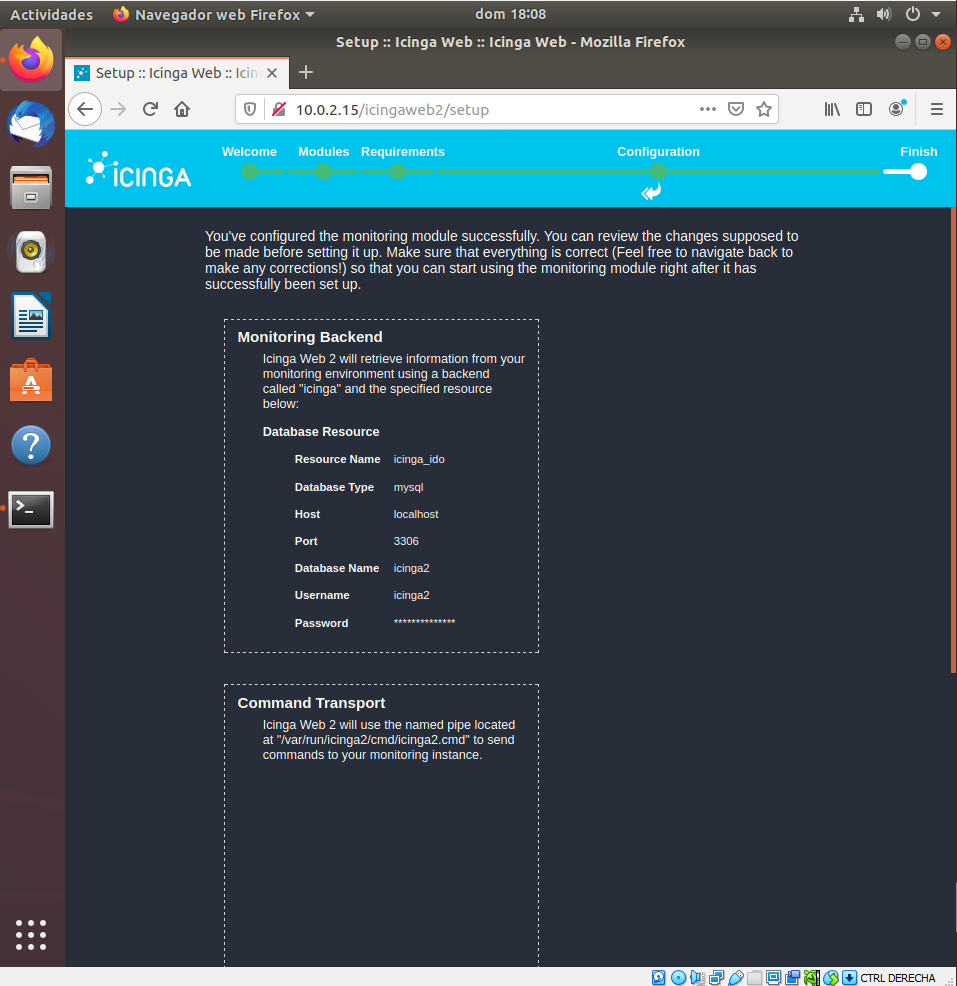 Actividades
Navegador web Firefox
dom 18:08
Setup :: Icinga Web :: Icinga Web - Mozilla Firefox
Setup :: Icinga Web :: Icin
10.0.2.15/icingaweb2/setup
ICINGA
Welcome
Modules
Requirements
Configuration
Finish
You've configured the monitoring module successfully. You can review the changes supposed to
be made before setting it up. Make sure that everything is correct (Feel free to navigate back to
make any corrections!) so that you can start using the monitoring module right after it has
successfully been set up.
Monitoring Backend
Icinga Web 2 will retrieve information from your
monitoring environment using a backend
called "icinga" and the specified resource
below:
Database Resource
Resource Name icinga_ido
Database Type mysql
Host localhost
Port 3306
Database Name icinga2
Username icinga2
Password **************
Command Transport
Icinga Web 2 will use the named pipe located
at "/var/run/icinga2/cmd/icinga2.cmd" to send
commands to your monitoring instance.
CTRL DERECHA